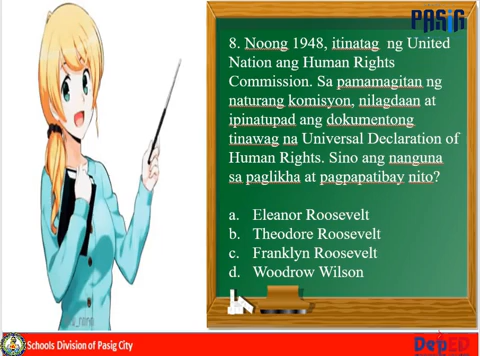 PASIG
8. Noong 1948, itinatag ng United
Nation ang Human Rights
Commission. Sa pamamagitan ng
naturang komisyon, nilagdaan at
ipinatupad ang dokumentong
tinawag na Universal Declaration of
Human Rights. Sino ang nanguna
sa paglikha at pagpapatibay nito?
a. Eleanor Roosevelt
b. Theodore Roosevelt
c. Franklyn Roosevelt
d. Woodrow Wilson
Schools Division of Pasig City
DepED